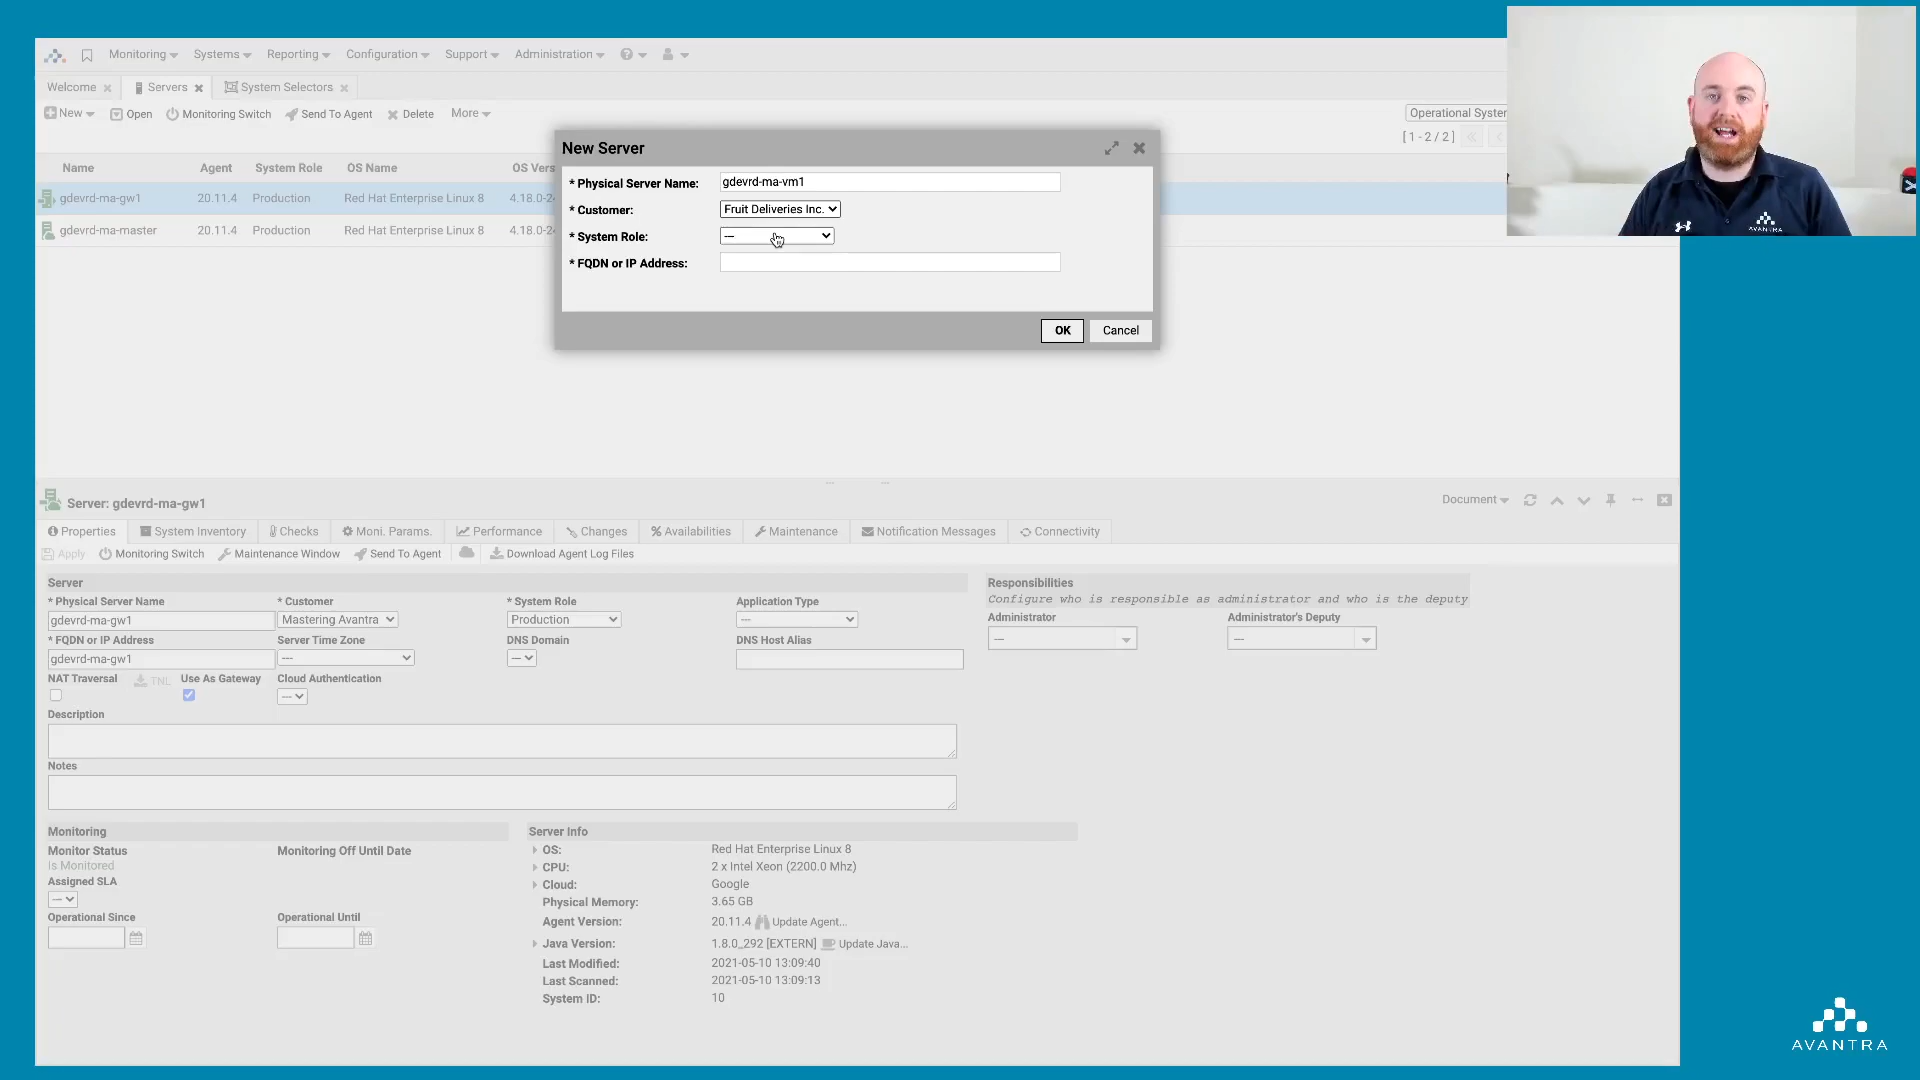 Monitoring Systems Reporting Configuration Support Administration
Welcome Servers System Selectors
New Open Monitoring Switch Send To Agent Delete More
Operational Syster
[ 1 - 2 / 2 ]
Name Agent System Role OS Name OS Vers
gdevrd-ma-gw1 20.11.4 Production Red Hat Enterprise Linux 8 4.18.0-24
gdevrd-ma-master 20.11.4 Production Red Hat Enterprise Linux 8 4.18.0-24
New Server
* Physical Server Name: gdevrd-ma-vm1
* Customer: Fruit Deliveries Inc.
* System Role: ---
* FQDN or IP Address:
OK Cancel
AVANTRA
Server: gdevrd-ma-gw1
Document
Properties System Inventory Checks Moni. Params. Performance Changes Availabilities Maintenance Notification Messages Connectivity
Apply Monitoring Switch Maintenance Window Send To Agent Download Agent Log Files
Server
* Physical Server Name * Customer * System Role Application Type
gdevrd-ma-gw1 Mastering Avantra Production ---
* FQDN or IP Address Server Time Zone DNS Domain DNS Host Alias
gdevrd-ma-gw1 --- ---
NAT Traversal TNL Use As Gateway Cloud Authentication
---
Description
Notes
Responsibilities
Configure who is responsible as administrator and who is the deputy
Administrator Administrator's Deputy
--- ---
Monitoring
Monitor Status Monitoring Off Until Date
Is Monitored
Assigned SLA
---
Operational Since Operational Until
Server Info
OS: Red Hat Enterprise Linux 8
CPU: 2 x Intel Xeon (2200.0 Mhz)
Cloud: Google
Physical Memory: 3.65 GB
Agent Version: 20.11.4 Update Agent...
Java Version: 1.8.0_292 [EXTERN] Update Java...
Last Modified: 2021-05-10 13:09:40
Last Scanned: 2021-05-10 13:09:13
System ID: 10
AVANTRA